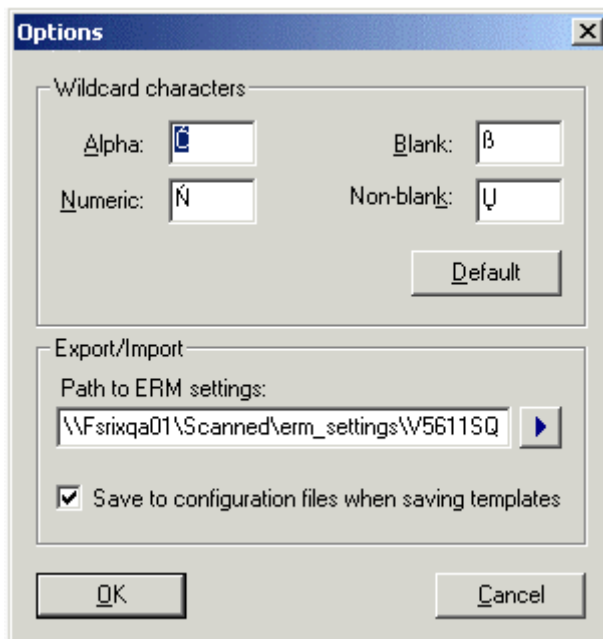 Options
Wildcard characters
Alpha: Blank: ß
Numeric: Ń Non-blank: Ų
Default
Export/Import
Path to ERM settings:
\\Fsrixqa01\Scanned\erm_settings\V5611SQ
Save to configuration files when saving templates
OK Cancel